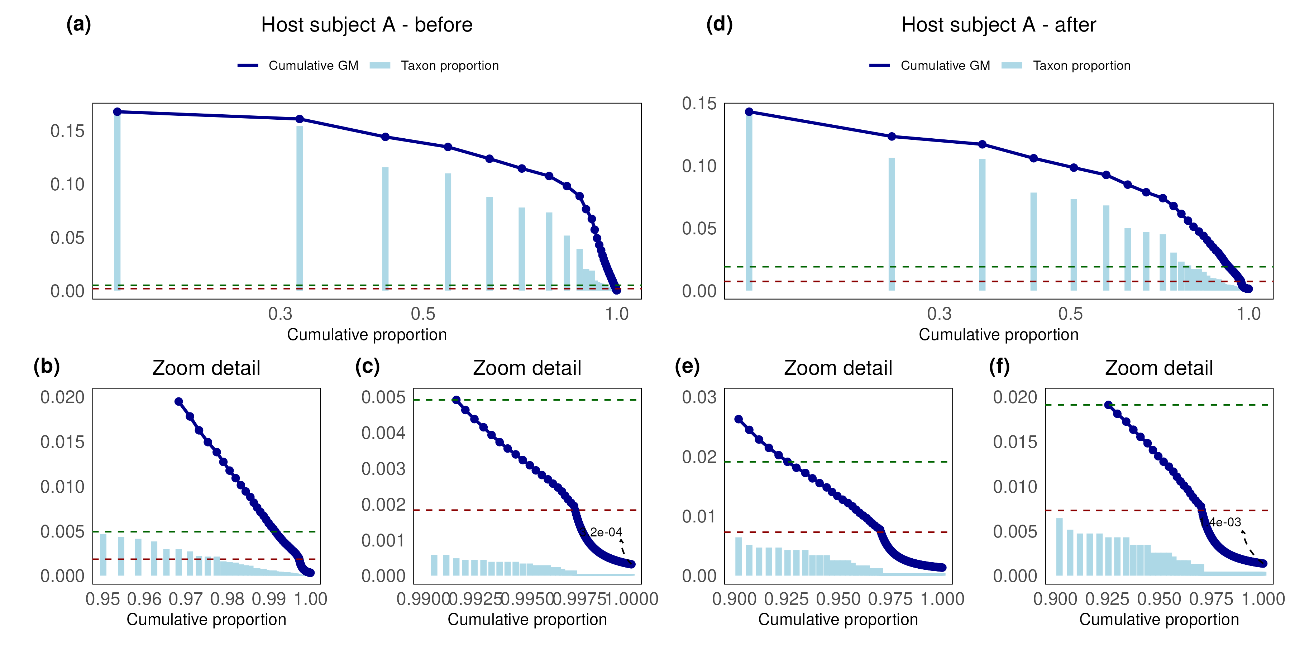 (a) Host subject A - before
Cumulative GM Taxon proportion
0.15
0.10
0.05
0.00
0.3 0.5 1.0
Cumulative proportion
(d) Host subject A - after
Cumulative GM Taxon proportion
0.15
0.10
0.05
0.00
0.3 0.5 1.0
Cumulative proportion
(b) Zoom detail
0.020
0.015
0.010
0.005
0.000
0.95 0.96 0.97 0.98 0.99 1.00
Cumulative proportion
(c) Zoom detail
0.005
0.004
0.003
0.002
0.001
0.000
2e-04
0.9900 0.9925 0.9950 0.9975 1.0000
Cumulative proportion
(e) Zoom detail
0.03
0.02
0.01
0.00
0.900 0.925 0.950 0.975 1.000
Cumulative proportion
(f) Zoom detail
0.020
0.015
0.010
0.005
0.000
4e-03
0.900 0.925 0.950 0.975 1.000
Cumulative proportion